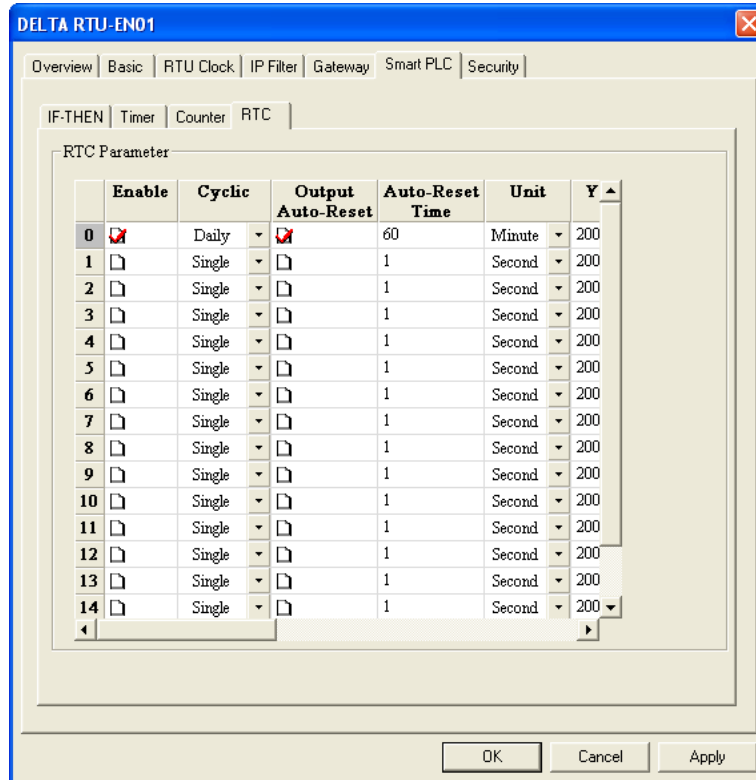 DELTA RTU-EN01
Overview Basic RTU Clock IP Filter Gateway Smart PLC Security
IF-THEN Timer Counter RTC
RTC Parameter
Enable Cyclic Output Auto-Reset Auto-Reset Time Unit Y
0 Daily 60 Minute 200
1 Single 1 Second 200
2 Single 1 Second 200
3 Single 1 Second 200
4 Single 1 Second 200
5 Single 1 Second 200
6 Single 1 Second 200
7 Single 1 Second 200
8 Single 1 Second 200
9 Single 1 Second 200
10 Single 1 Second 200
11 Single 1 Second 200
12 Single 1 Second 200
13 Single 1 Second 200
14 Single 1 Second 200
OK Cancel Apply